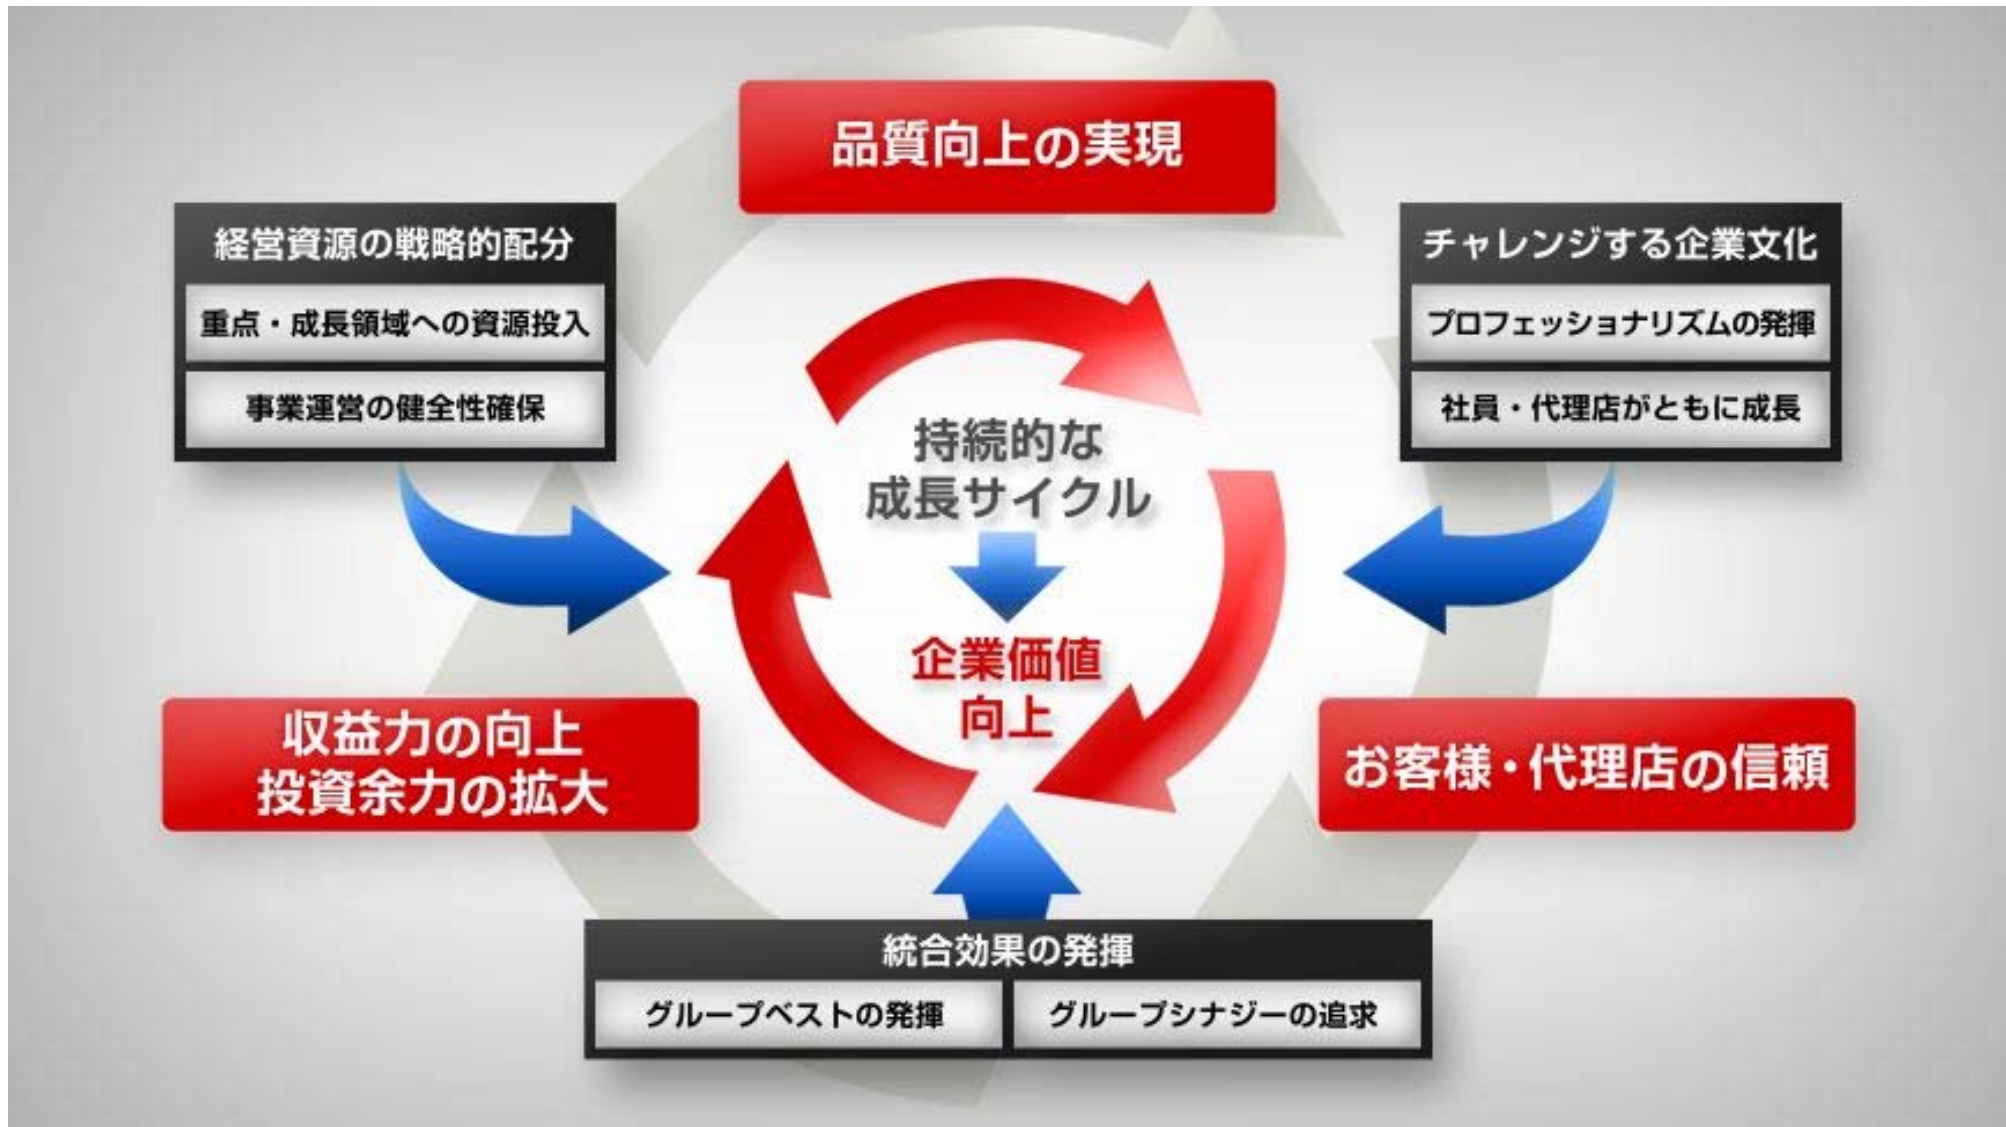 品質向上の実現
経営資源の戦略的配分
重点・成長領域への資源投入
事業運営の健全性確保
チャレンジする企業文化
プロフェッショナリズムの発揮
社員・代理店がともに成長
持続的な
成長サイクル
企業価値
向上
収益力の向上
投資余力の拡大
お客様・代理店の信頼
統合効果の発揮
グループベストの発揮
グループシナジーの追求